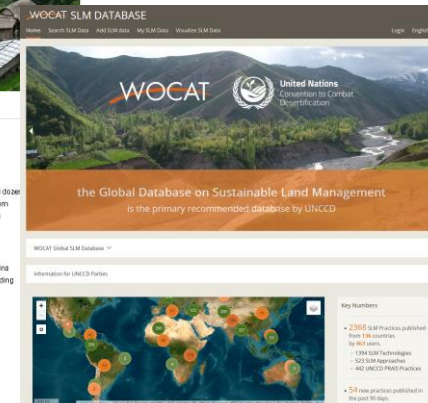 WOCAT SLM DATABASE
Home Search SLM Data Add SLM data My SLM Data Visualize SLM Data Login English
WOCAT
United Nations
Convention to Combat
Desertification
the Global Database on Sustainable Land Management
is the primary recommended database by UNCCD
WOCAT Global SLM Database
Information for UNCCD Parties
Key Numbers
2368 SLM Practices published
from 136 countries
by 463 users.
- 1394 SLM Technologies
- 523 SLM Approaches
- 442 UNCCD PRAIS Practices
54 new practices published in
the past 90 days.